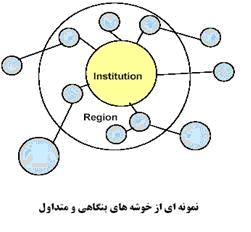 Institution
Region
نمونه ای از خوشه های بنگاهی و متداول